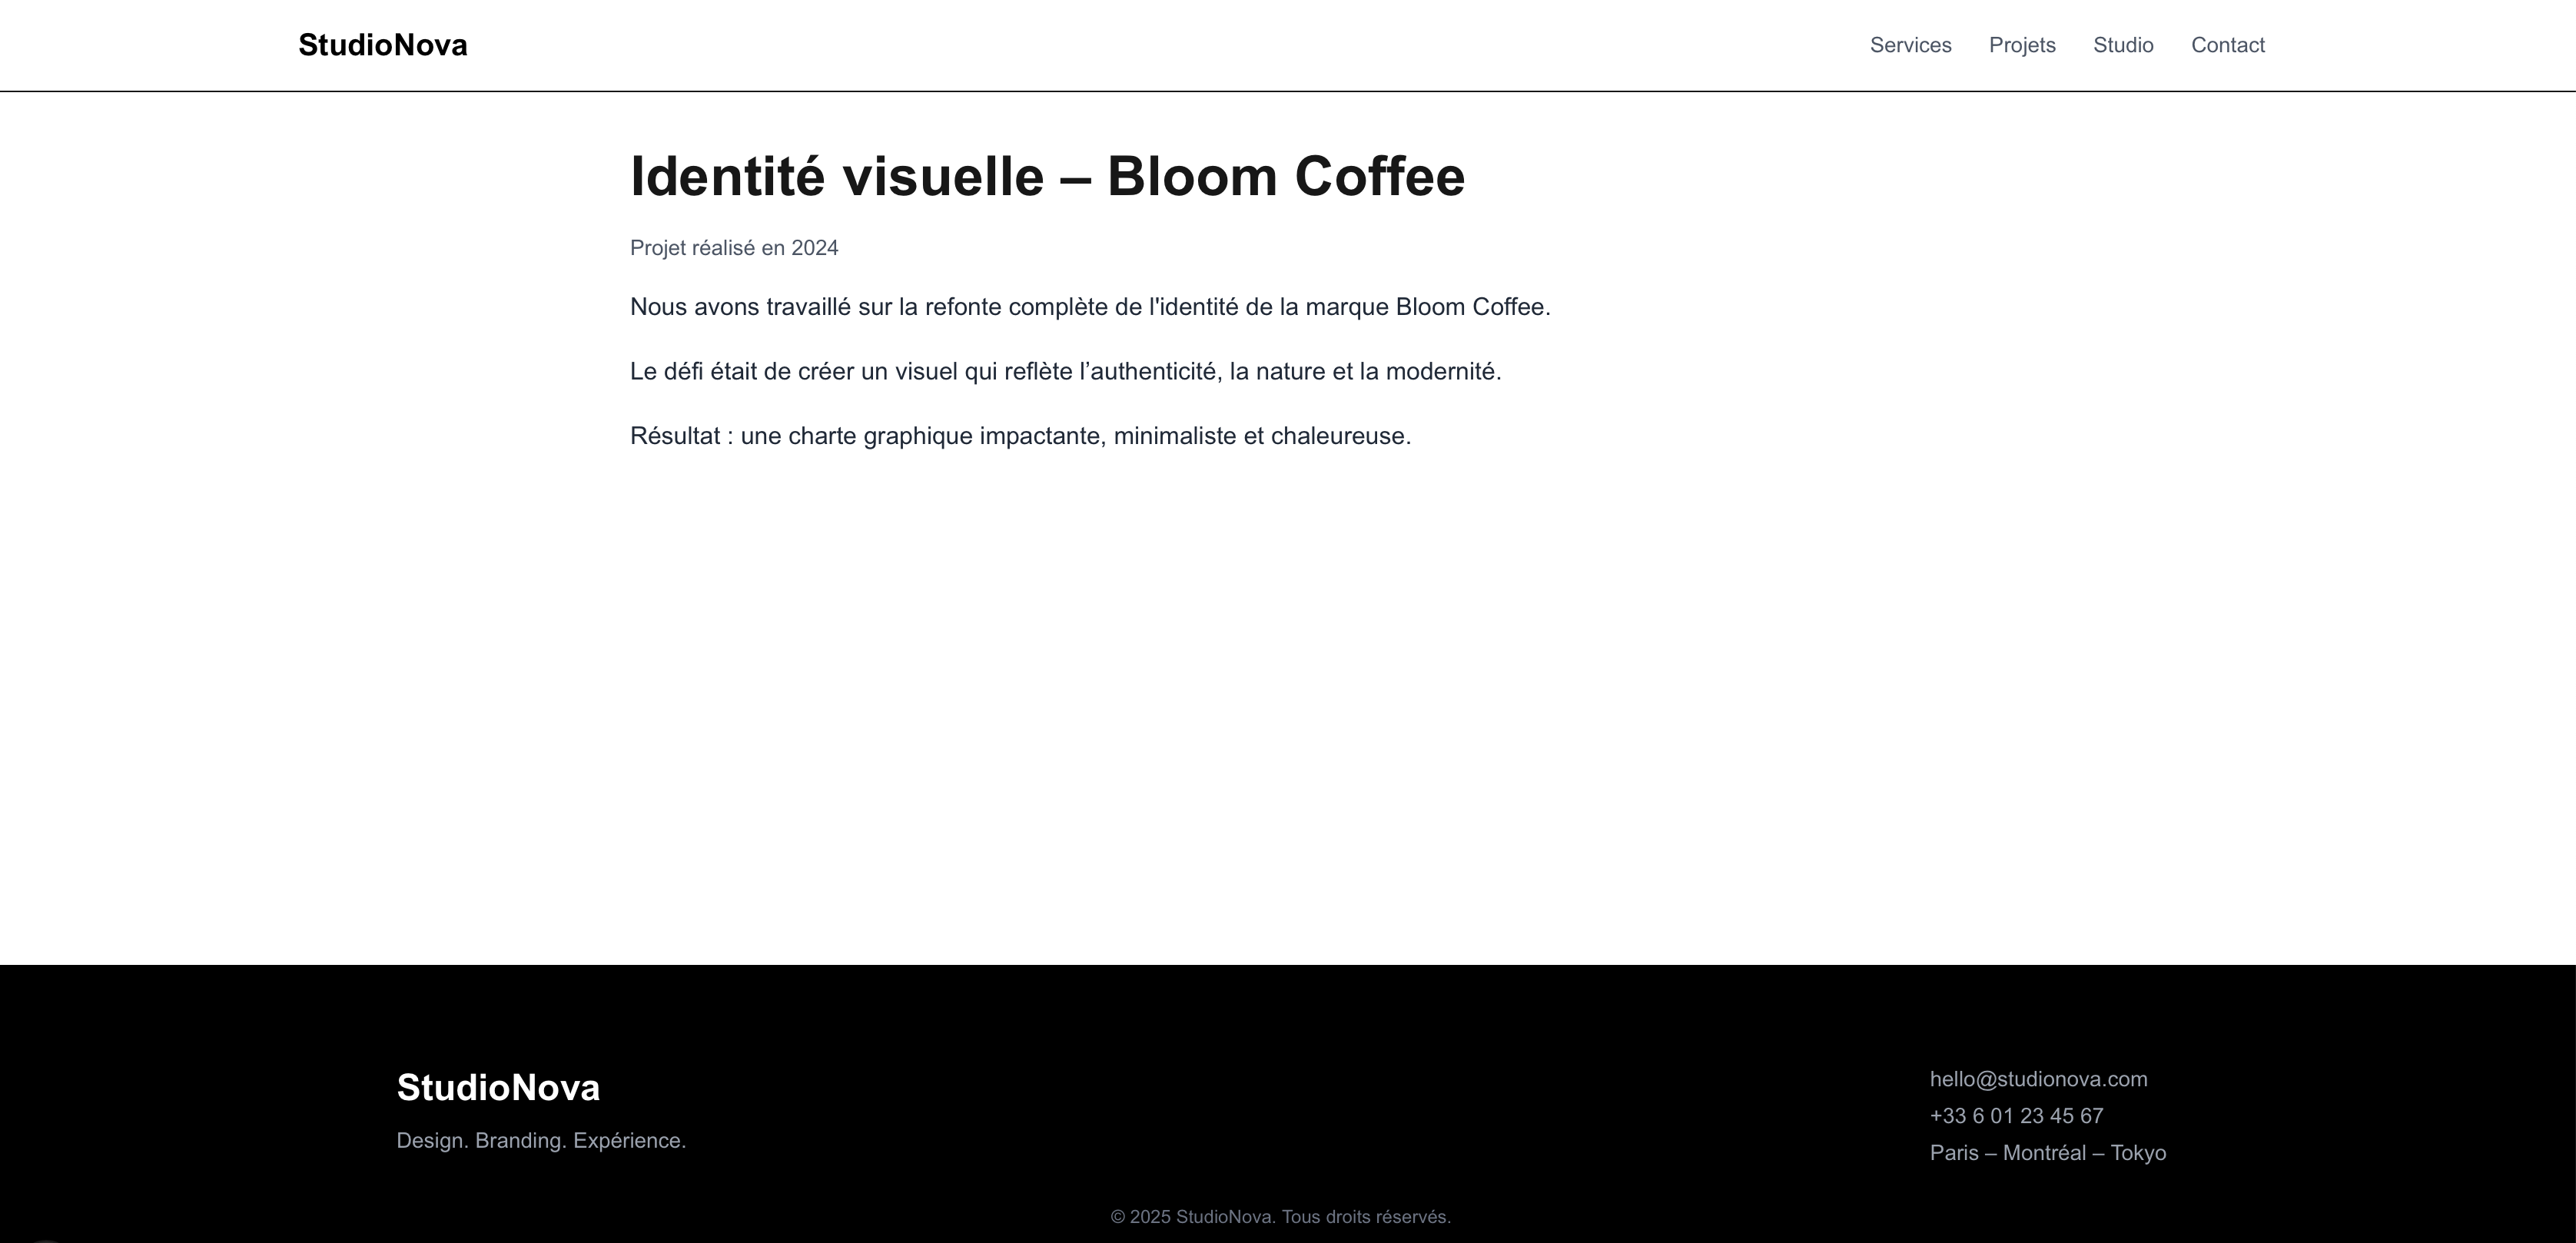 StudioNova
Services Projets Studio Contact
Identité visuelle – Bloom Coffee
Projet réalisé en 2024
Nous avons travaillé sur la refonte complète de l'identité de la marque Bloom Coffee.
Le défi était de créer un visuel qui reflète l’authenticité, la nature et la modernité.
Résultat : une charte graphique impactante, minimaliste et chaleureuse.
StudioNova
Design. Branding. Expérience.
hello@studionova.com
+33 6 01 23 45 67
Paris – Montréal – Tokyo
© 2025 StudioNova. Tous droits réservés.